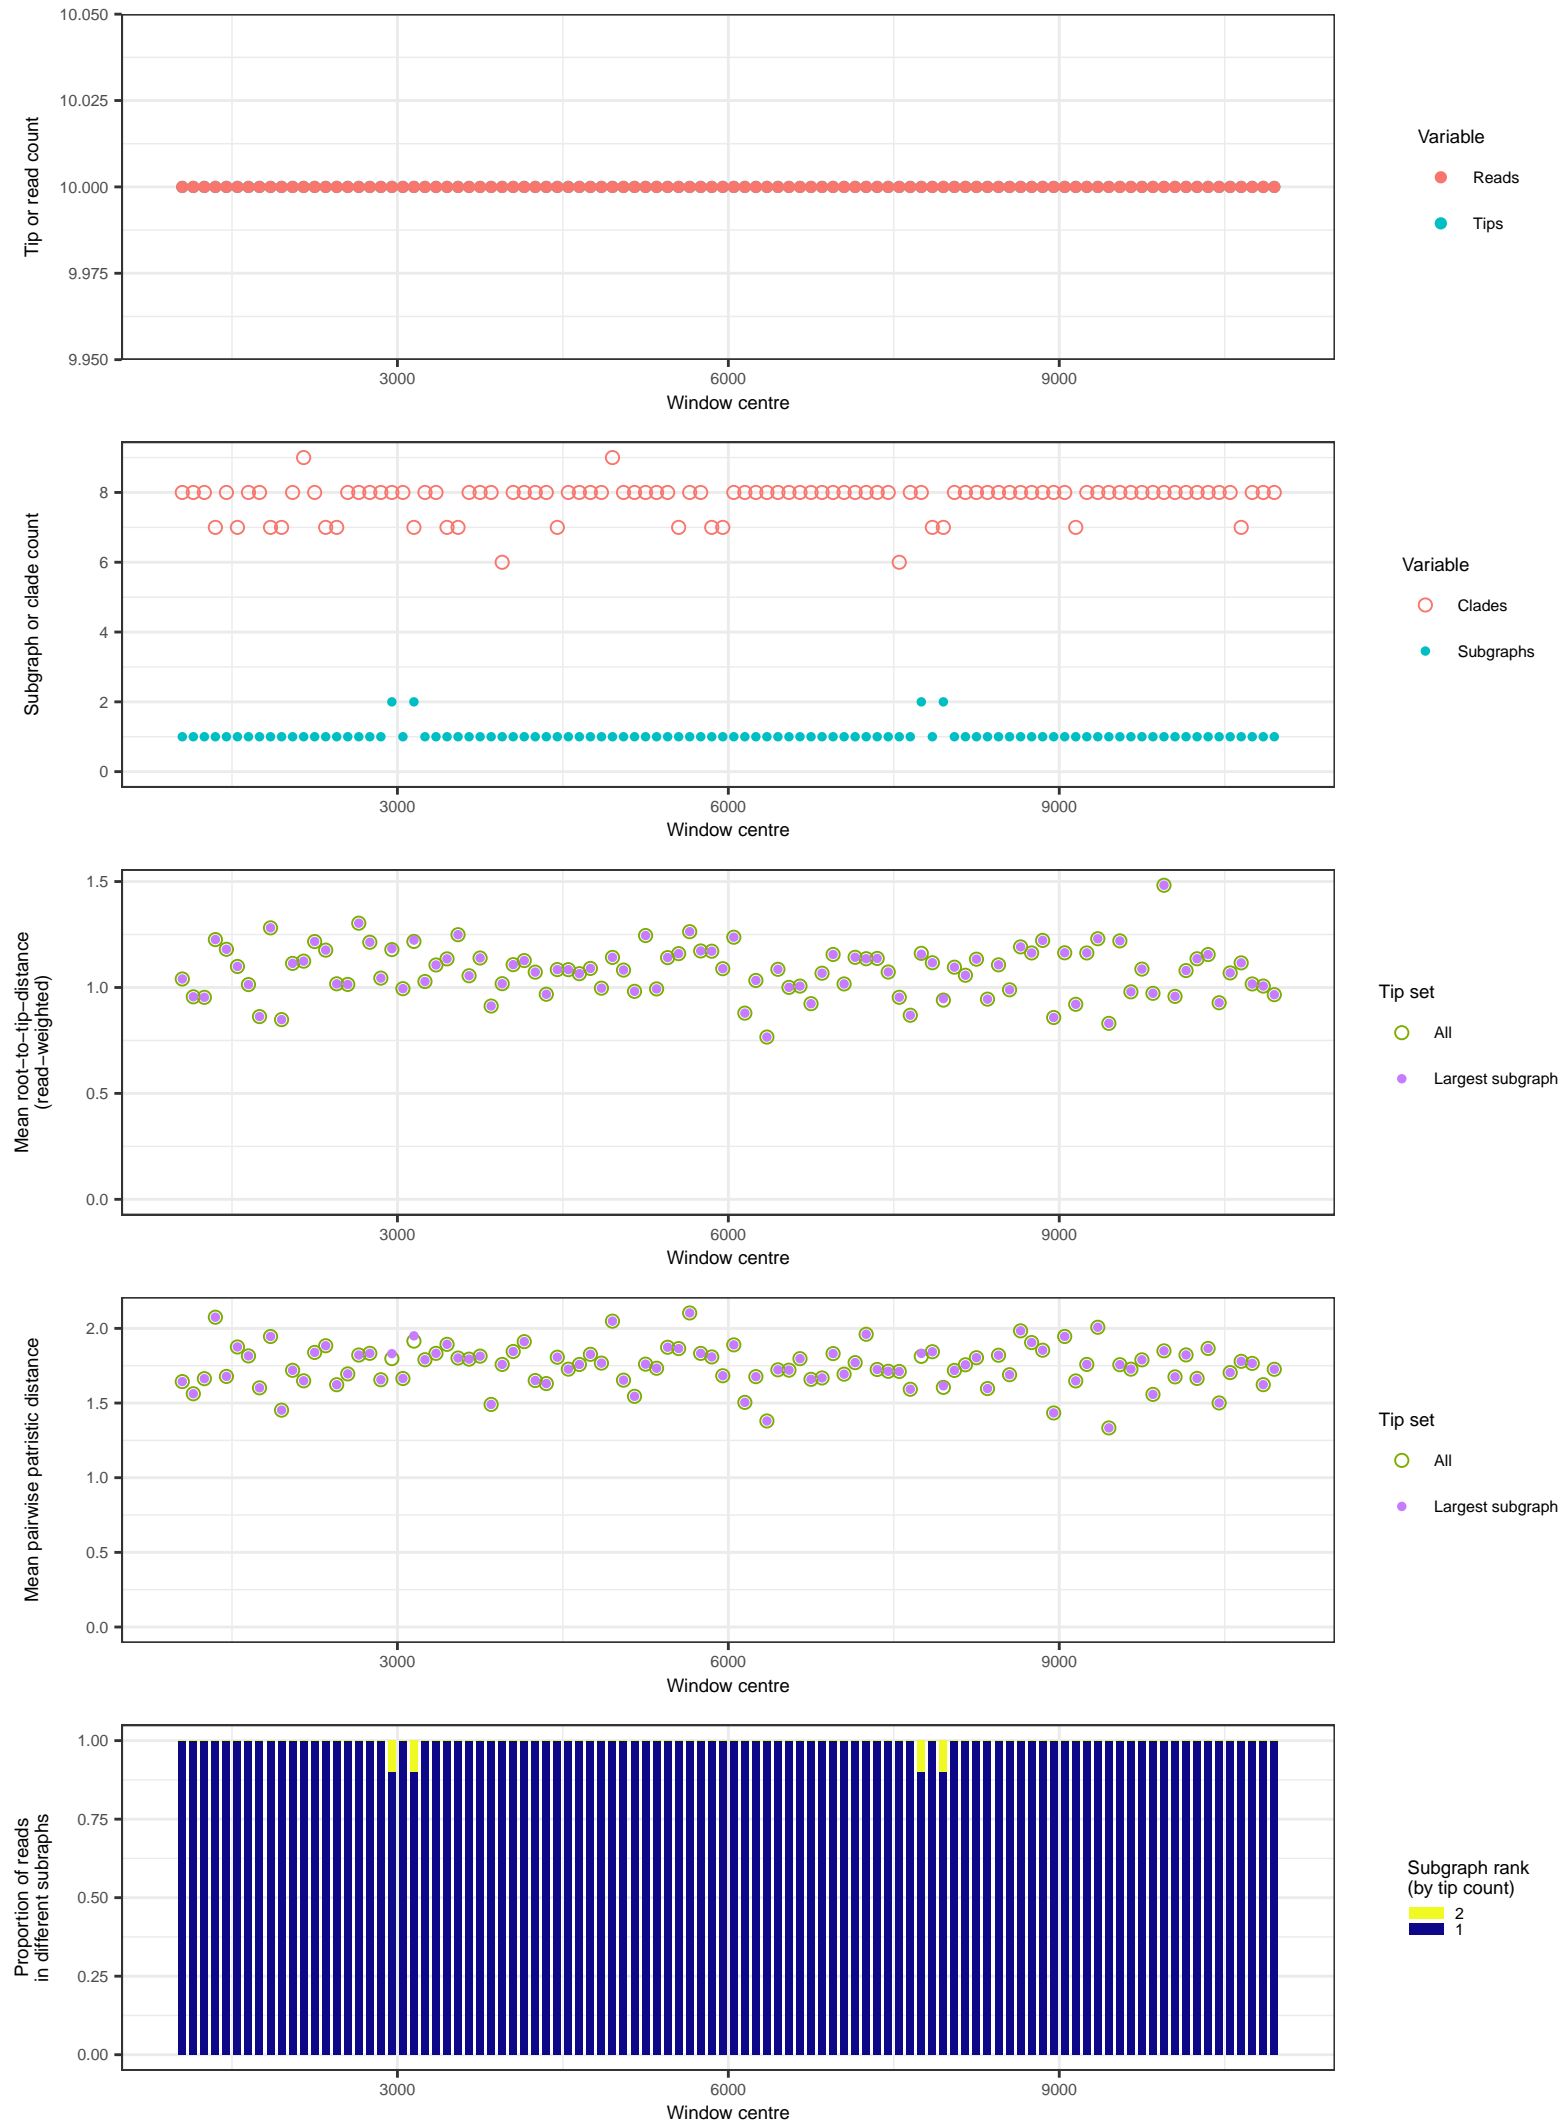 10.050
10.025
10.000
9.975
9.950
Tip or read count
3000
6000
9000
Window centre
Variable
Reads
Tips
8
6
4
2
0
Subgraph or clade count
3000
6000
9000
Window centre
Variable
Clades
Subgraphs
1.5
1.0
0.5
0.0
Mean root−to−tip−distance
(read−weighted)
3000
6000
9000
Window centre
Tip set
All
Largest subgraph
2.0
1.5
1.0
0.5
0.0
Mean pairwise patristic distance
3000
6000
9000
Window centre
Tip set
All
Largest subgraph
1.00
0.75
0.50
0.25
0.00
Proportion of reads
in different subraphs
3000
6000
9000
Window centre
Subgraph rank
(by tip count)
2
1